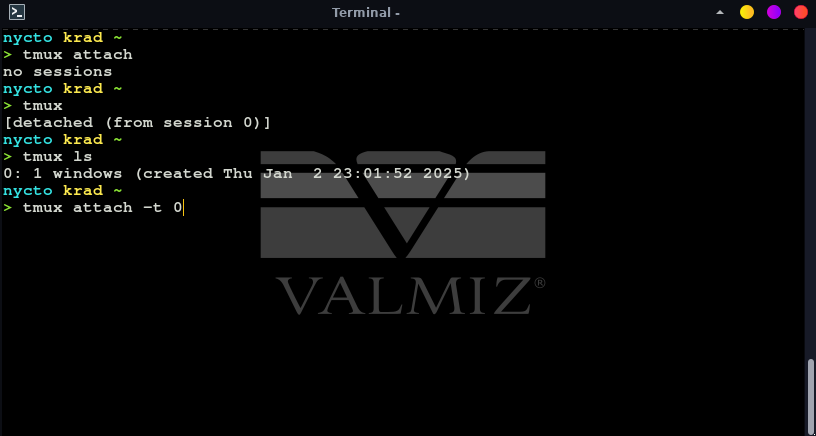 Terminal -
nycto krad ~
> tmux attach
no sessions
nycto krad ~
> tmux
[detached (from session 0)]
nycto krad ~
> tmux ls
0: 1 windows (created Thu Jan  2 23:01:52 2025)
nycto krad ~
> tmux attach -t 0
VALMIZ®